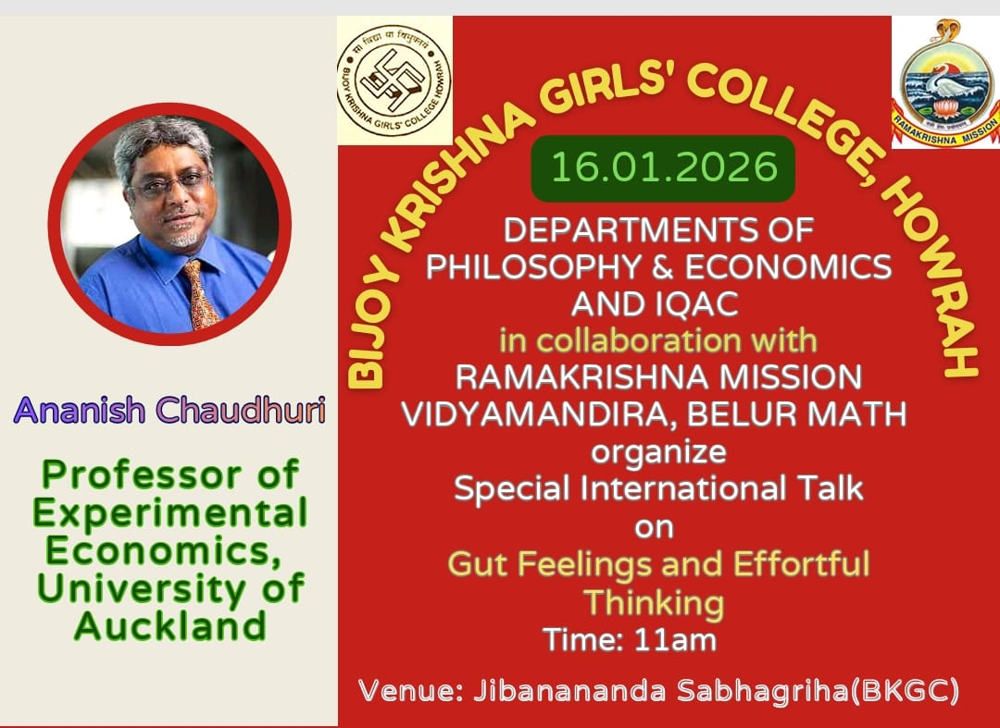 सा विद्या या विमुक्तये
BIJOY KRISHNA GIRLS' COLLEGE HOWRAH
RAMAKRISHNA MISSION
BIJOY KRISHNA GIRLS' COLLEGE, HOWRAH
16.01.2026
DEPARTMENTS OF
PHILOSOPHY & ECONOMICS
AND IQAC
in collaboration with
RAMAKRISHNA MISSION
VIDYAMANDIRA, BELUR MATH
organize
Special International Talk
on
Gut Feelings and Effortful
Thinking
Time: 11am
Venue: Jibanananda Sabhagriha(BKGC)
Ananish Chaudhuri
Professor of
Experimental
Economics,
University of
Auckland